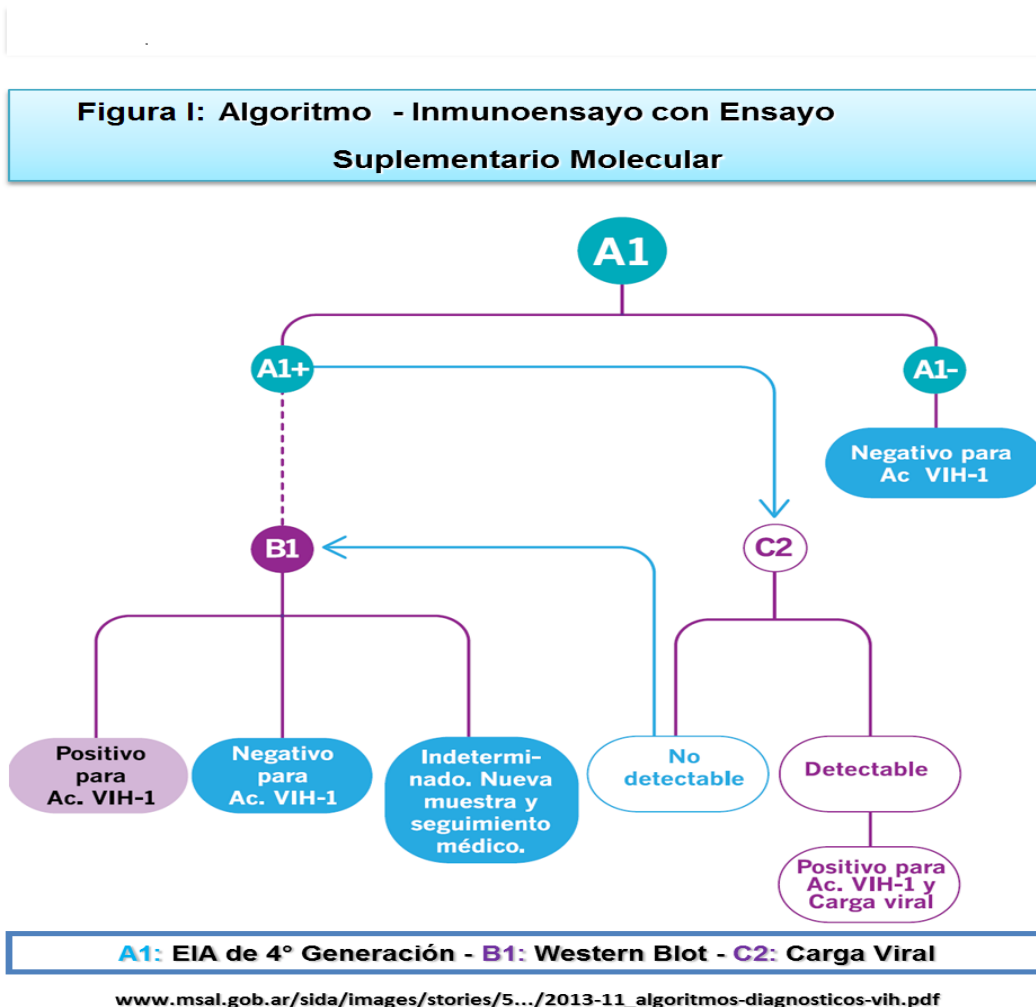 Figura I: Algoritmo - Inmunoensayo con Ensayo
Suplementario Molecular
A1
A1+
A1-
Negativo para
Ac VIH-1
B1
C2
Positivo
para
Ac. VIH-1
Negativo
para
Ac. VIH-1
Indetermi-
nado. Nueva
muestra y
seguimiento
médico.
No
detectable
Detectable
Positivo para
Ac. VIH-1 y
Carga viral
A1: EIA de 4° Generación - B1: Western Blot - C2: Carga Viral
www.msal.gob.ar/sida/images/stories/5.../2013-11_algoritmos-diagnosticos-vih.pdf